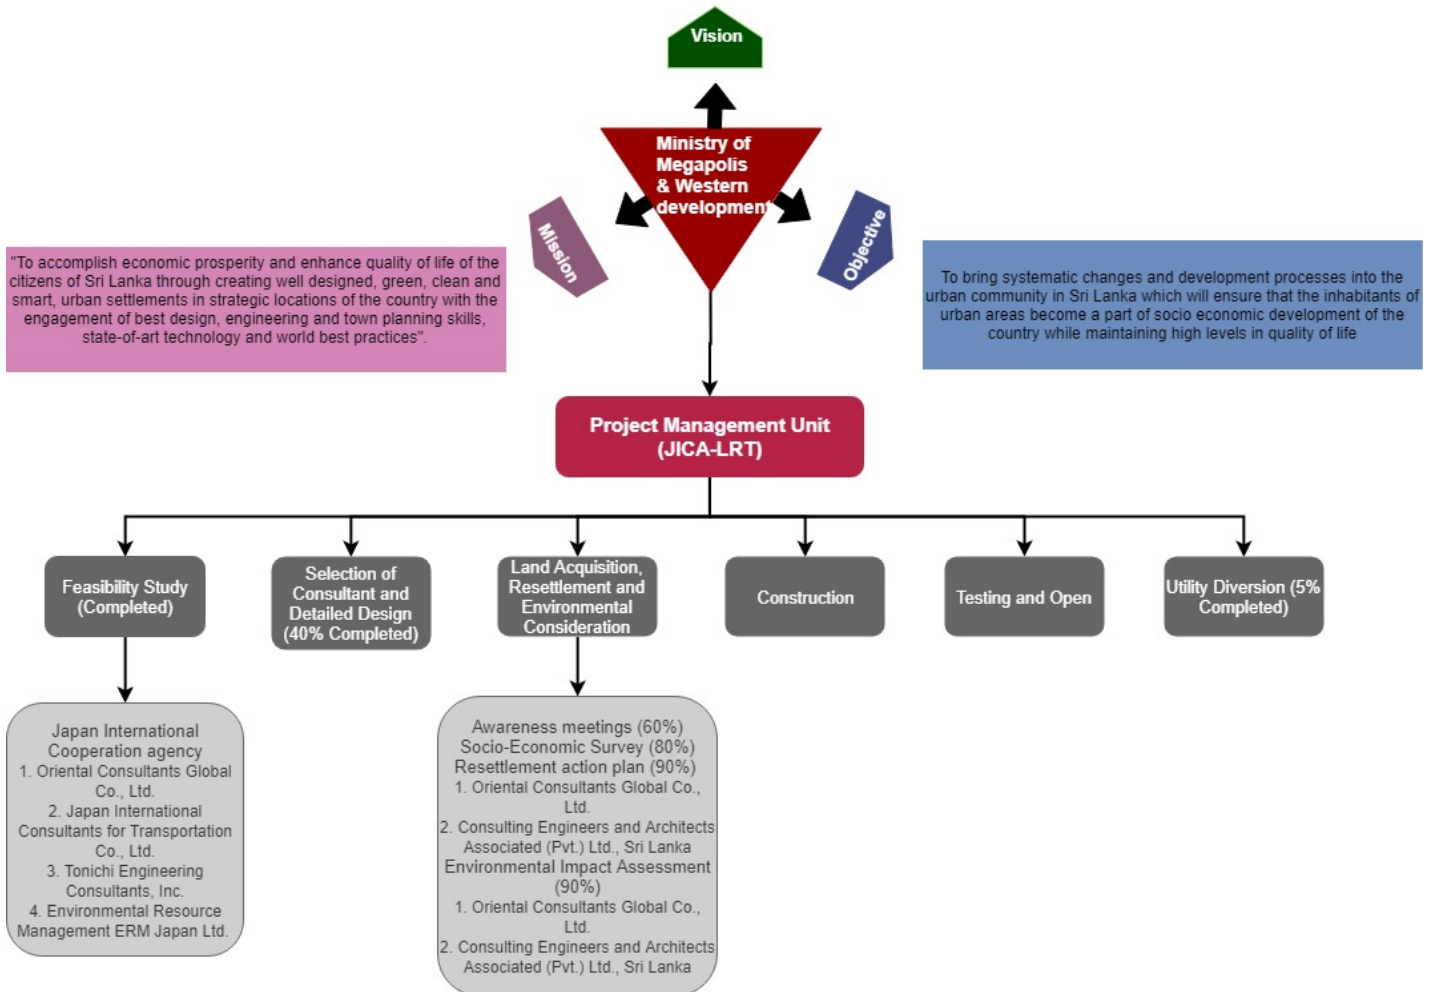 Vision
Ministry of
Megapolis
& Western
development
Mission
Objective
"To accomplish economic prosperity and enhance quality of life of the
citizens of Sri Lanka through creating well designed, green, clean and
smart, urban settlements in strategic locations of the country with the
engagement of best design, engineering and town planning skills,
state-of-art technology and world best practices".
To bring systematic changes and development processes into the
urban community in Sri Lanka which will ensure that the inhabitants of
urban areas become a part of socio economic development of the
country while maintaining high levels in quality of life
Project Management Unit
(JICA-LRT)
Feasibility Study
(Completed)
Selection of
Consultant and
Detailed Design
(40% Completed)
Land Acquisition,
Resettlement and
Environmental
Consideration
Construction
Testing and Open
Utility Diversion (5%
Completed)
Japan International
Cooperation agency
1. Oriental Consultants Global
Co., Ltd.
2. Japan International
Consultants for Transportation
Co., Ltd.
3. Tonichi Engineering
Consultants, Inc.
4. Environmental Resource
Management ERM Japan Ltd.
Awareness meetings (60%)
Socio-Economic Survey (80%)
Resettlement action plan (90%)
1. Oriental Consultants Global Co.,
Ltd.
2. Consulting Engineers and Architects
Associated (Pvt.) Ltd., Sri Lanka
Environmental Impact Assessment
(90%)
1. Oriental Consultants Global Co.,
Ltd.
2. Consulting Engineers and Architects
Associated (Pvt.) Ltd., Sri Lanka